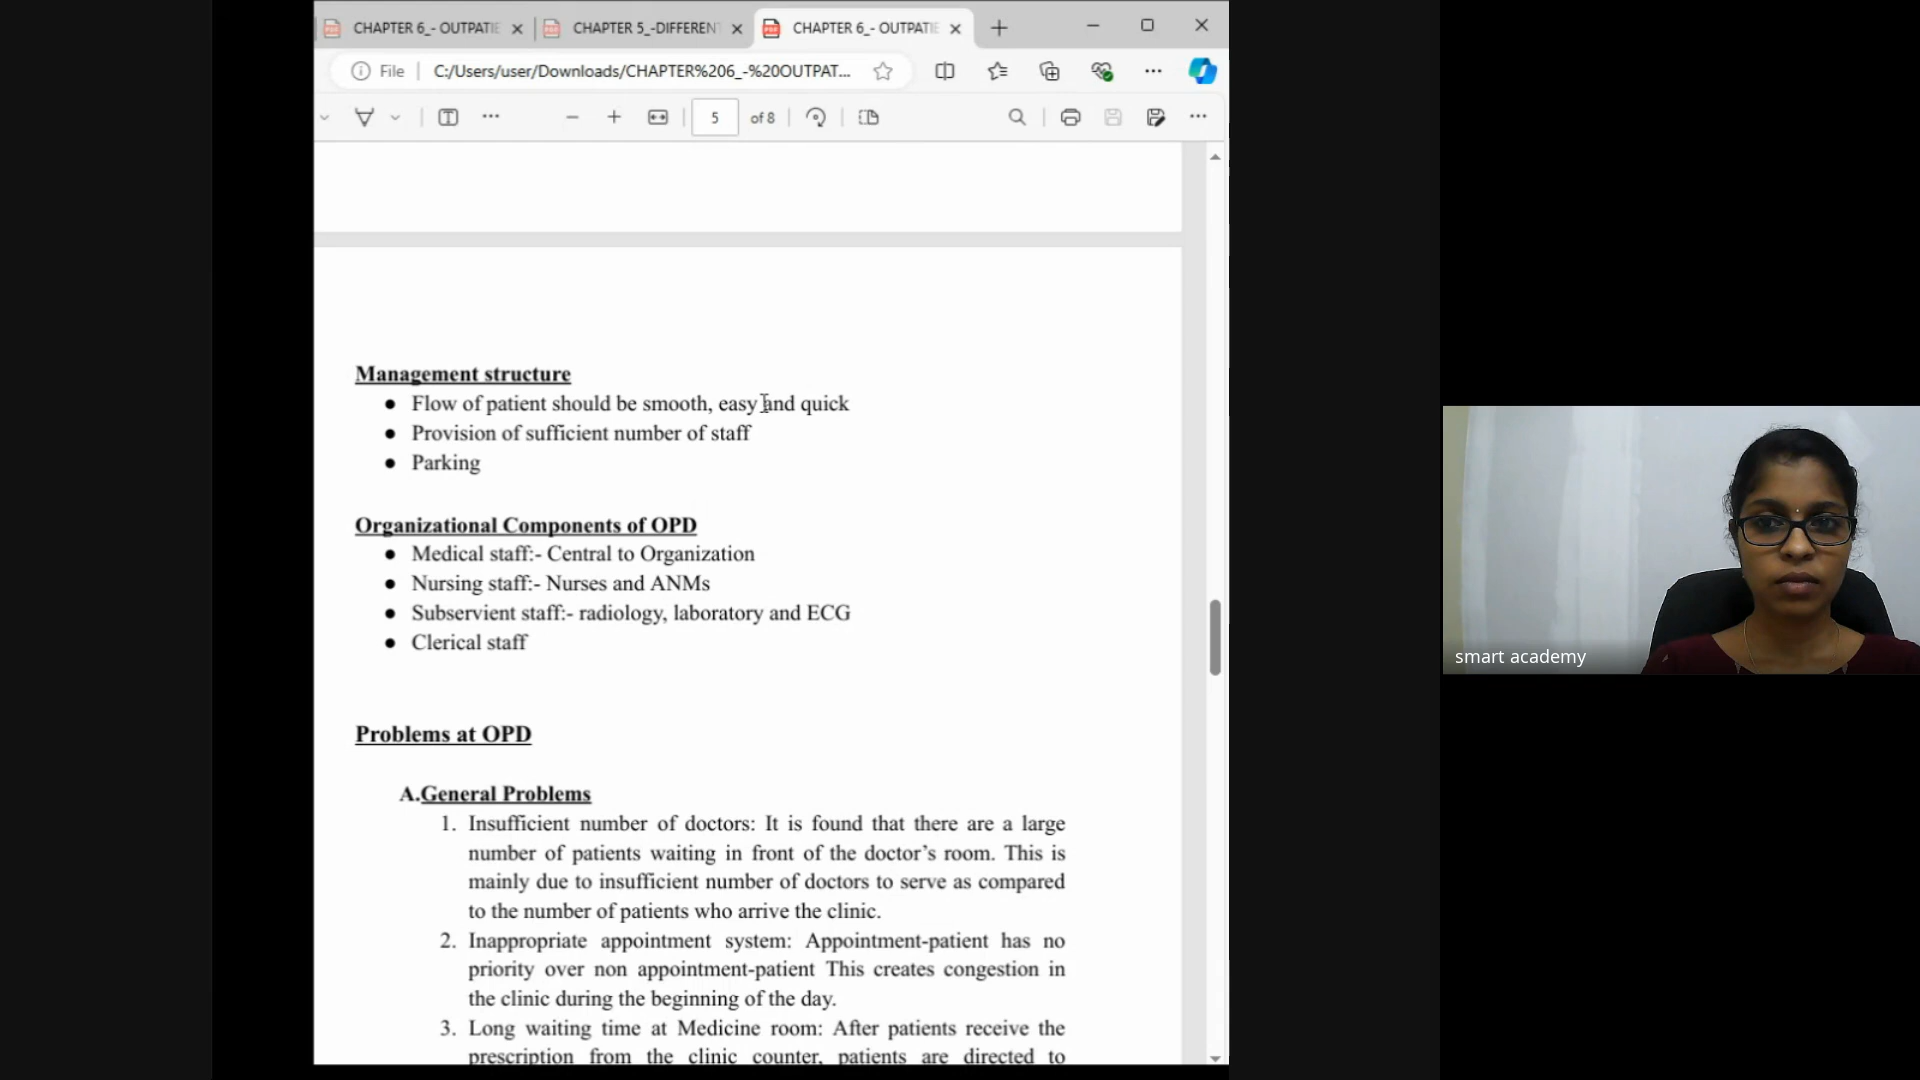 CHAPTER 6_- OUTPATIE
CHAPTER 5_-DIFFERENT
CHAPTER 6_- OUTPATIE
File
C:/Users/user/Downloads/CHAPTER%206_-%20OUTPAT...
5 of 8
Management structure
● Flow of patient should be smooth, easy and quick
● Provision of sufficient number of staff
● Parking
Organizational Components of OPD
● Medical staff:- Central to Organization
● Nursing staff:- Nurses and ANMs
● Subservient staff:- radiology, laboratory and ECG
● Clerical staff
Problems at OPD
A.General Problems
1. Insufficient number of doctors: It is found that there are a large
number of patients waiting in front of the doctor’s room. This is
mainly due to insufficient number of doctors to serve as compared
to the number of patients who arrive the clinic.
2. Inappropriate appointment system: Appointment-patient has no
priority over non appointment-patient This creates congestion in
the clinic during the beginning of the day.
3. Long waiting time at Medicine room: After patients receive the
prescription from the clinic counter, patients are directed to
smart academy